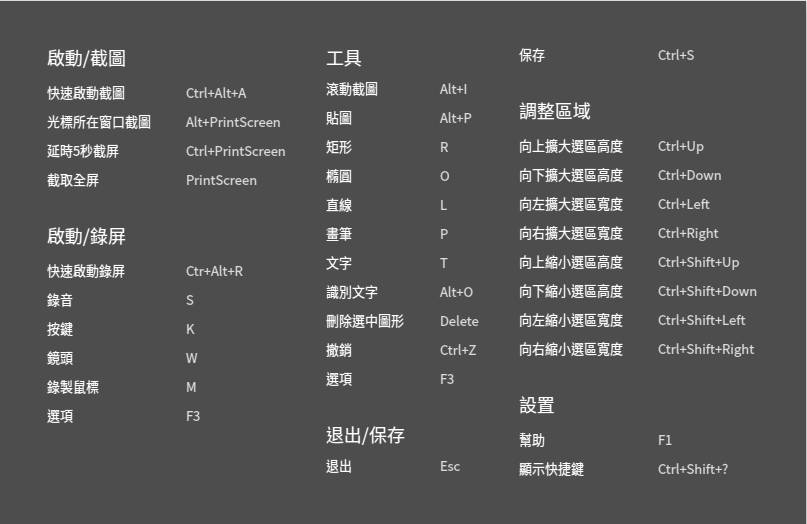 啟動/截圖
快速啟動截圖 Ctrl+Alt+A
光標所在窗口截圖 Alt+PrintScreen
延時5秒截屏 Ctrl+PrintScreen
截取全屏 PrintScreen
啟動/錄屏
快速啟動錄屏 Ctr+Alt+R
錄音 S
按鍵 K
鏡頭 W
錄製鼠標 M
選項 F3
工具
滾動截圖 Alt+I
貼圖 Alt+P
矩形 R
橢圓 O
直線 L
畫筆 P
文字 T
識別文字 Alt+O
刪除選中圖形 Delete
撤銷 Ctrl+Z
選項 F3
退出/保存
退出 Esc
保存 Ctrl+S
調整區域
向上擴大選區高度 Ctrl+Up
向下擴大選區高度 Ctrl+Down
向左擴大選區寬度 Ctrl+Left
向右擴大選區寬度 Ctrl+Right
向上縮小選區高度 Ctrl+Shift+Up
向下縮小選區高度 Ctrl+Shift+Down
向左縮小選區寬度 Ctrl+Shift+Left
向右縮小選區寬度 Ctrl+Shift+Right
設置
幫助 F1
顯示快捷鍵 Ctrl+Shift+?